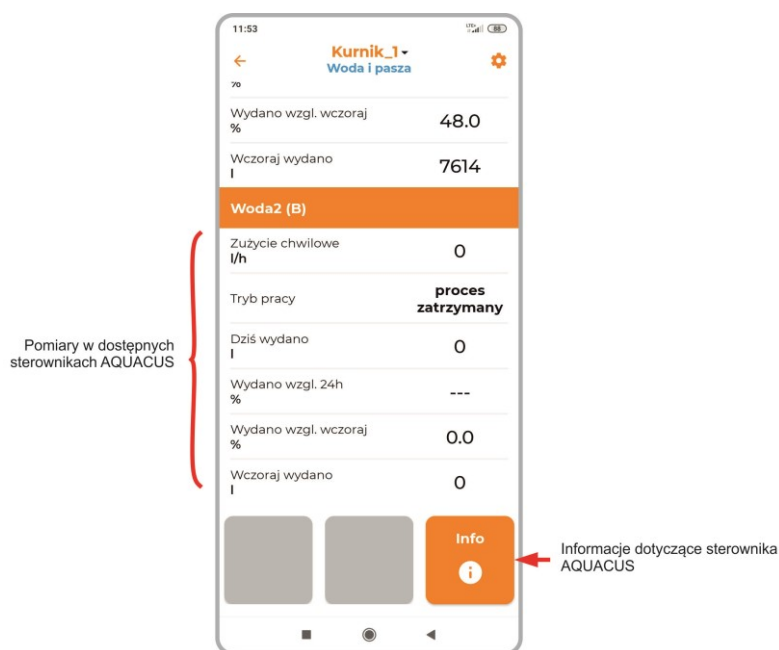 11:53
88
Kurnik_1
Woda i pasza
%
Wydano wzgl. wczoraj
%
48.0
Wczoraj wydano
l
7614
Woda2 (B)
Zużycie chwilowe
l/h
0
Tryb pracy
proces
zatrzymany
Dziś wydano
l
0
Wydano wzgl. 24h
%
---
Wydano wzgl. wczoraj
%
0.0
Wczoraj wydano
l
0
Pomiary w dostępnych
sterownikach AQUACUS
Info
Informacje dotyczące sterownika
AQUACUS